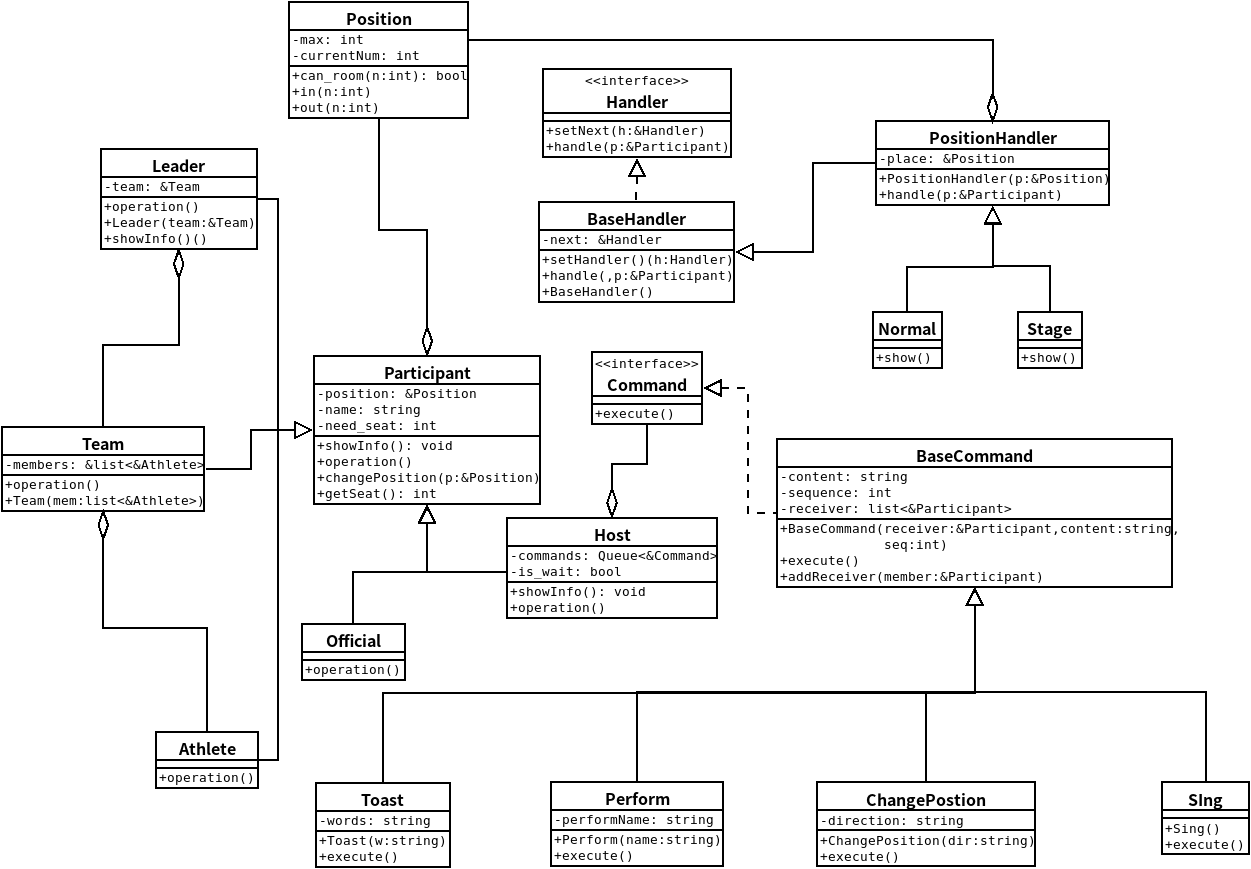 Position
-max: int
-currentNum: int
+can_room(n:int): bool
+in(n:int)
+out(n:int)
<<interface>>
Handler
+setNext(h:&Handler)
+handle(p:&Participant)
PositionHandler
-place: &Position
+PositionHandler(p:&Position)
+handle(p:&Participant)
Leader
-team: &Team
+operation()
+Leader(team:&Team)
+showInfo()()
BaseHandler
-next: &Handler
+setHandler()(h:Handler)
+handle(,p:&Participant)
+BaseHandler()
Normal
+show()
Stage
+show()
Participant
-position: &Position
-name: string
-need_seat: int
+showInfo(): void
+operation()
+changePosition(p:&Position)
+getSeat(): int
<<interface>>
Command
+execute()
Team
-members: &list<&Athlete>
+operation()
+Team(mem:list<&Athlete>)
BaseCommand
-content: string
-sequence: int
-receiver: list<&Participant>
+BaseCommand(receiver:&Participant,content:string,
seq:int)
+execute()
+addReceiver(member:&Participant)
Host
-commands: Queue<&Command>
-is_wait: bool
+showInfo(): void
+operation()
Official
+operation()
Athlete
+operation()
Toast
-words: string
+Toast(w:string)
+execute()
Perform
-performName: string
+Perform(name:string)
+execute()
ChangePostion
-direction: string
+ChangePosition(dir:string)
+execute()
SIng
+Sing()
+execute()